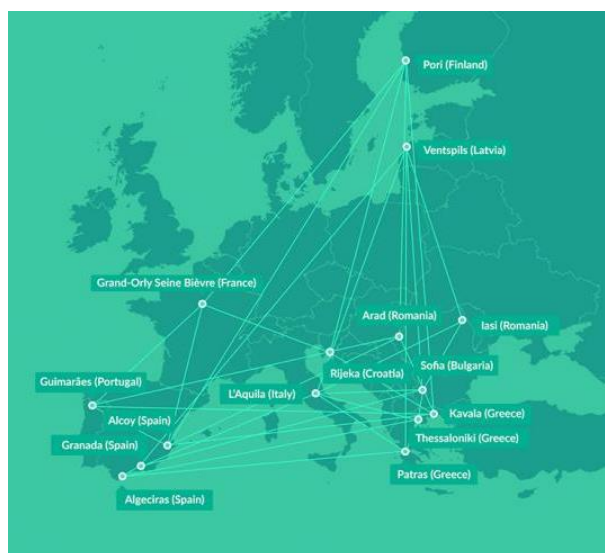 Pori (Finland)
Ventspils (Latvia)
Grand-Orly Seine Bièvre (France)
Arad (Romania)
Iasi (Romania)
Rijeka (Croatia)
Sofia (Bulgaria)
Guimarães (Portugal)
L'Aquila (Italy)
Alcoy (Spain)
Kavala (Greece)
Granada (Spain)
Thessaloniki (Greece)
Patras (Greece)
Algeciras (Spain)